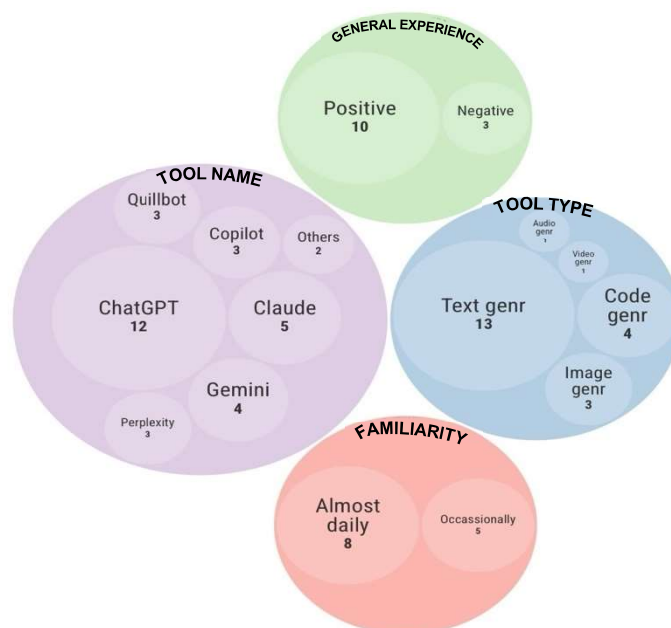 GENERAL EXPERIENCE
Positive
10
Negative
3
TOOL NAME
Quillbot
3
Copilot
3
Others
2
ChatGPT
12
Claude
5
Gemini
4
Perplexity
3
TOOL TYPE
Audio
genr
1
Video
genr
1
Text genr
13
Code
genr
4
Image
genr
3
FAMILIARITY
Almost
daily
8
Occassionally
5